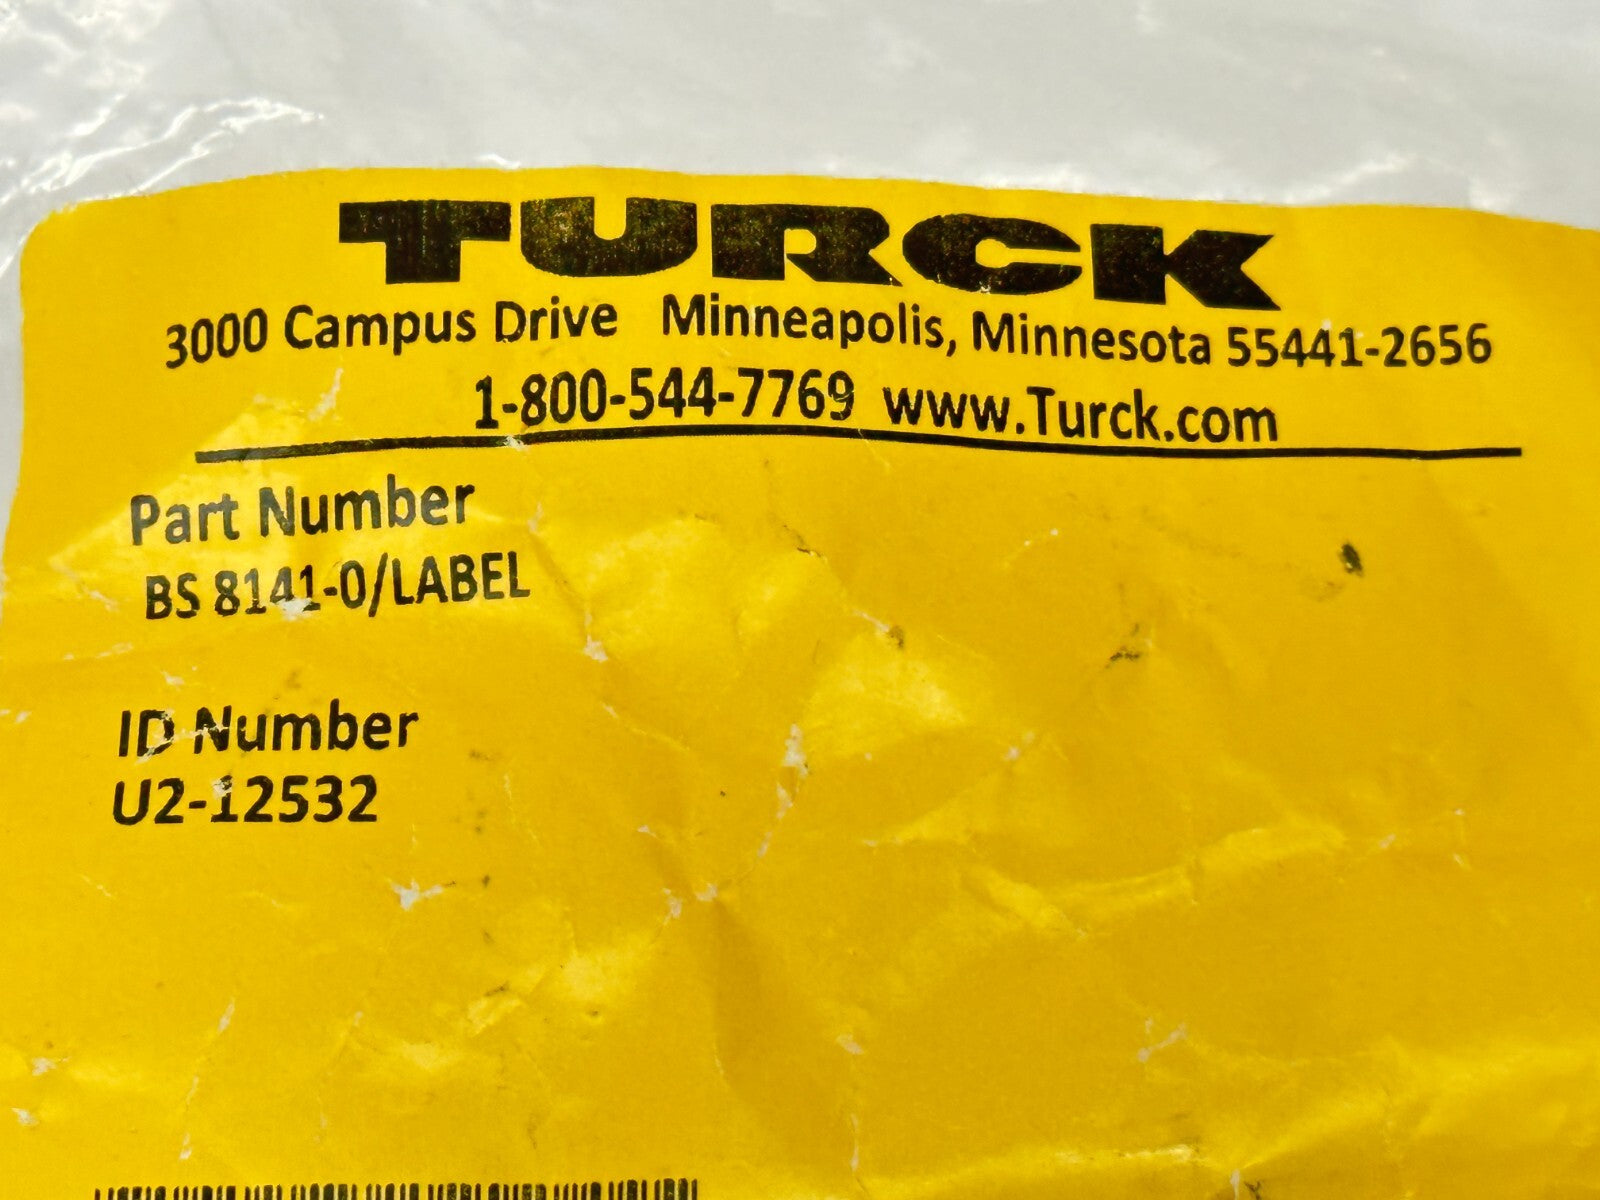 TURCK
3000 Campus Drive Minneapolis, Minnesota 55441-2656
1-800-544-7769 www.Turck.com
Part Number
BS 8141-0/LABEL
ID Number
U2-12532